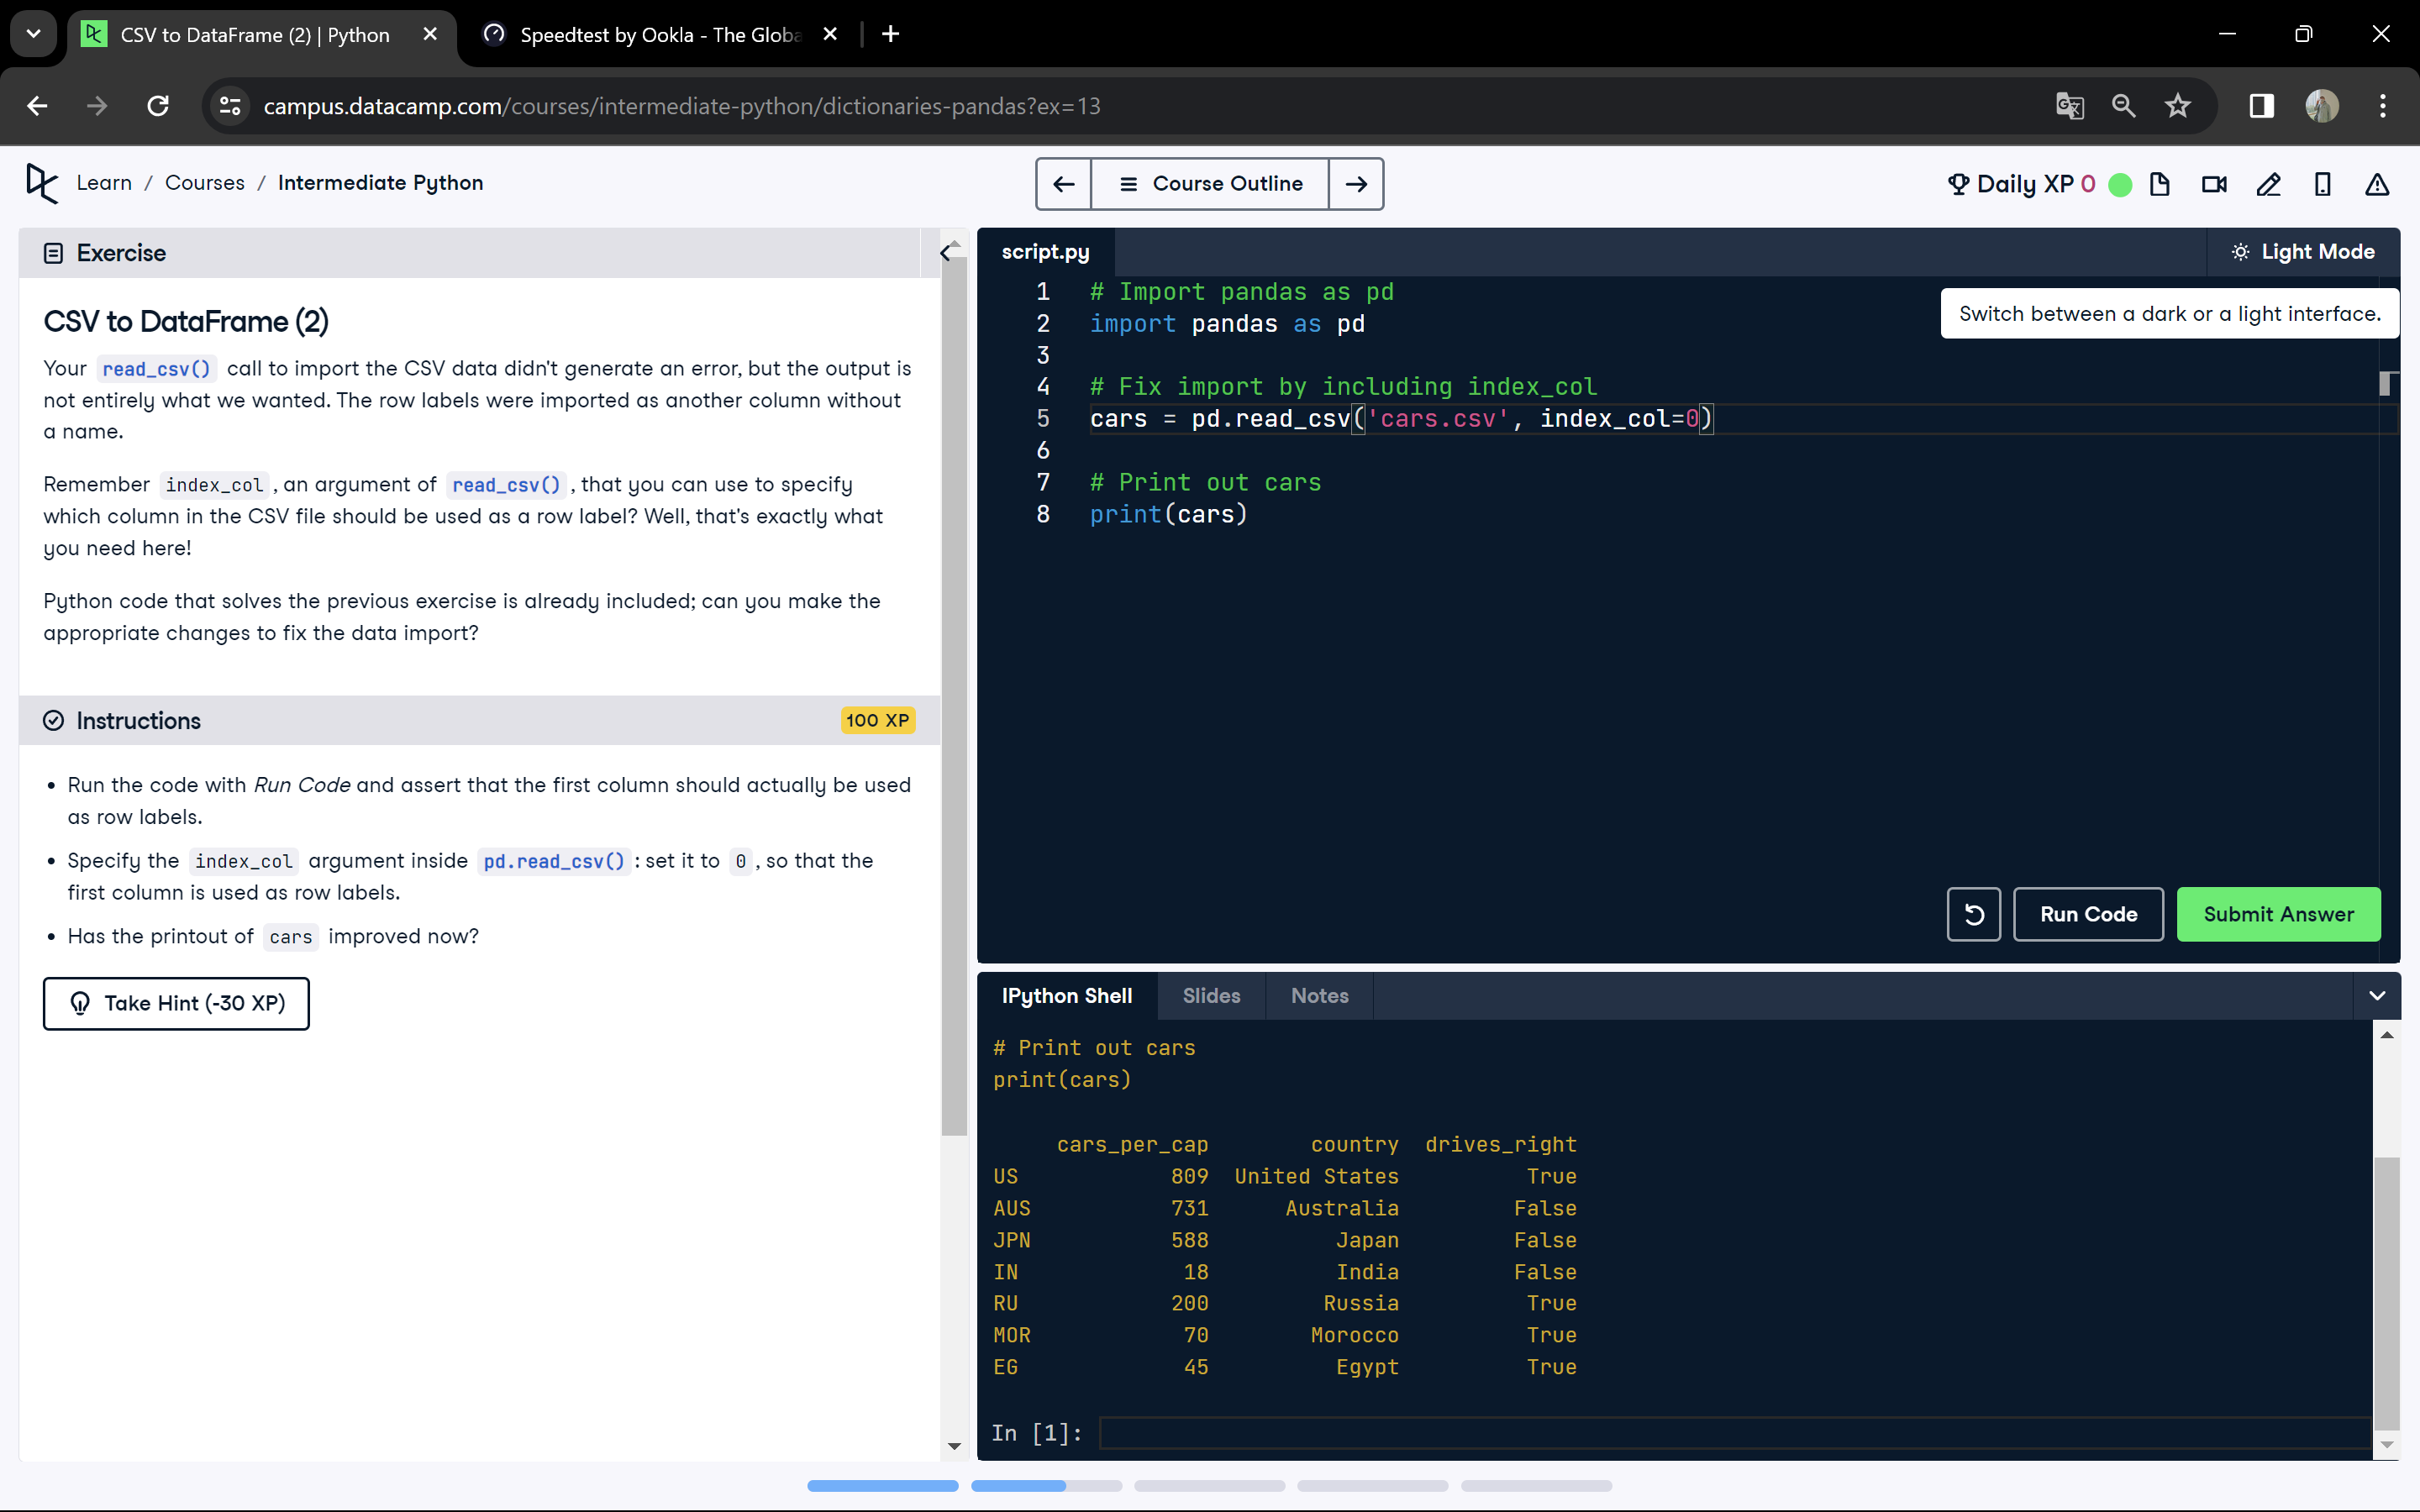 CSV to DataFrame (2) | Python
Speedtest by Ookla - The Globa
campus.datacamp.com/courses/intermediate-python/dictionaries-pandas?ex=13
Learn / Courses / Intermediate Python
Course Outline
Daily XP 0
Exercise
CSV to DataFrame (2)
Your read_csv() call to import the CSV data didn't generate an error, but the output is
not entirely what we wanted. The row labels were imported as another column without
a name.
Remember index_col, an argument of read_csv(), that you can use to specify
which column in the CSV file should be used as a row label? Well, that's exactly what
you need here!
Python code that solves the previous exercise is already included; can you make the
appropriate changes to fix the data import?
Instructions
100 XP
• Run the code with Run Code and assert that the first column should actually be used
as row labels.
• Specify the index_col argument inside pd.read_csv(): set it to 0, so that the
first column is used as row labels.
• Has the printout of cars improved now?
Take Hint (-30 XP)
script.py
Light Mode
Switch between a dark or a light interface.
1 # Import pandas as pd
2 import pandas as pd
3
4 # Fix import by including index_col
5 cars = pd.read_csv('cars.csv', index_col=0)
6
7 # Print out cars
8 print(cars)
Run Code
Submit Answer
IPython Shell
Slides
Notes
# Print out cars
print(cars)
cars_per_cap country drives_right
US 809 United States True
AUS 731 Australia False
JPN 588 Japan False
IN 18 India False
RU 200 Russia True
MOR 70 Morocco True
EG 45 Egypt True
In [1]: